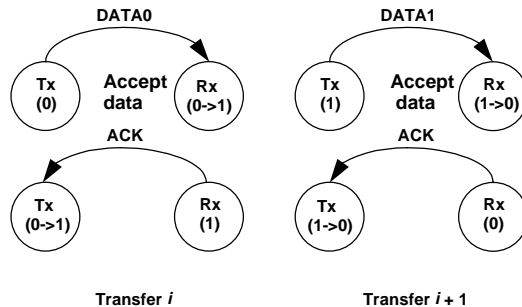 DATA0
Tx
(0)
Accept
data
Rx
(0->1)
ACK
Tx
(0->1)
Rx
(1)
Transfer i
DATA1
Tx
(1)
Accept
data
Rx
(1->0)
ACK
Tx
(1->0)
Rx
(0)
Transfer i + 1